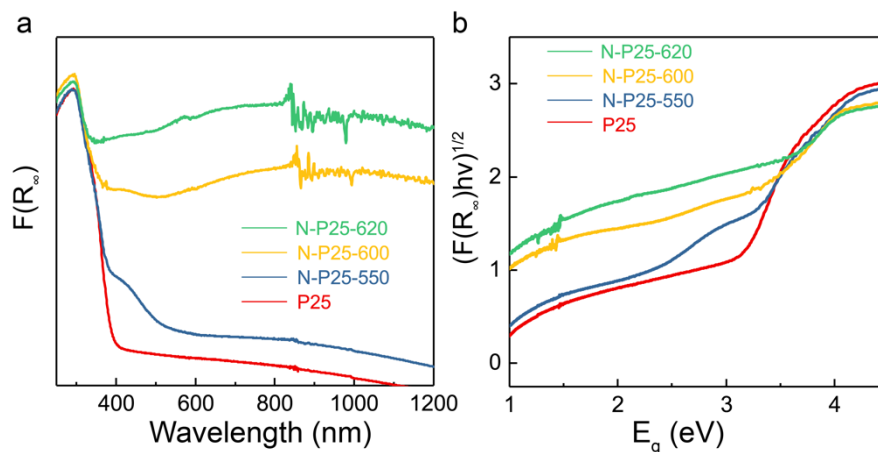 a
F(R∞)
N-P25-620
N-P25-600
N-P25-550
P25
400 600 800 1000 1200
Wavelength (nm)
b
(F(R∞)hv)1/2
N-P25-620
N-P25-600
N-P25-550
P25
3
2
1
0
1 2 3 4
Eg (eV)